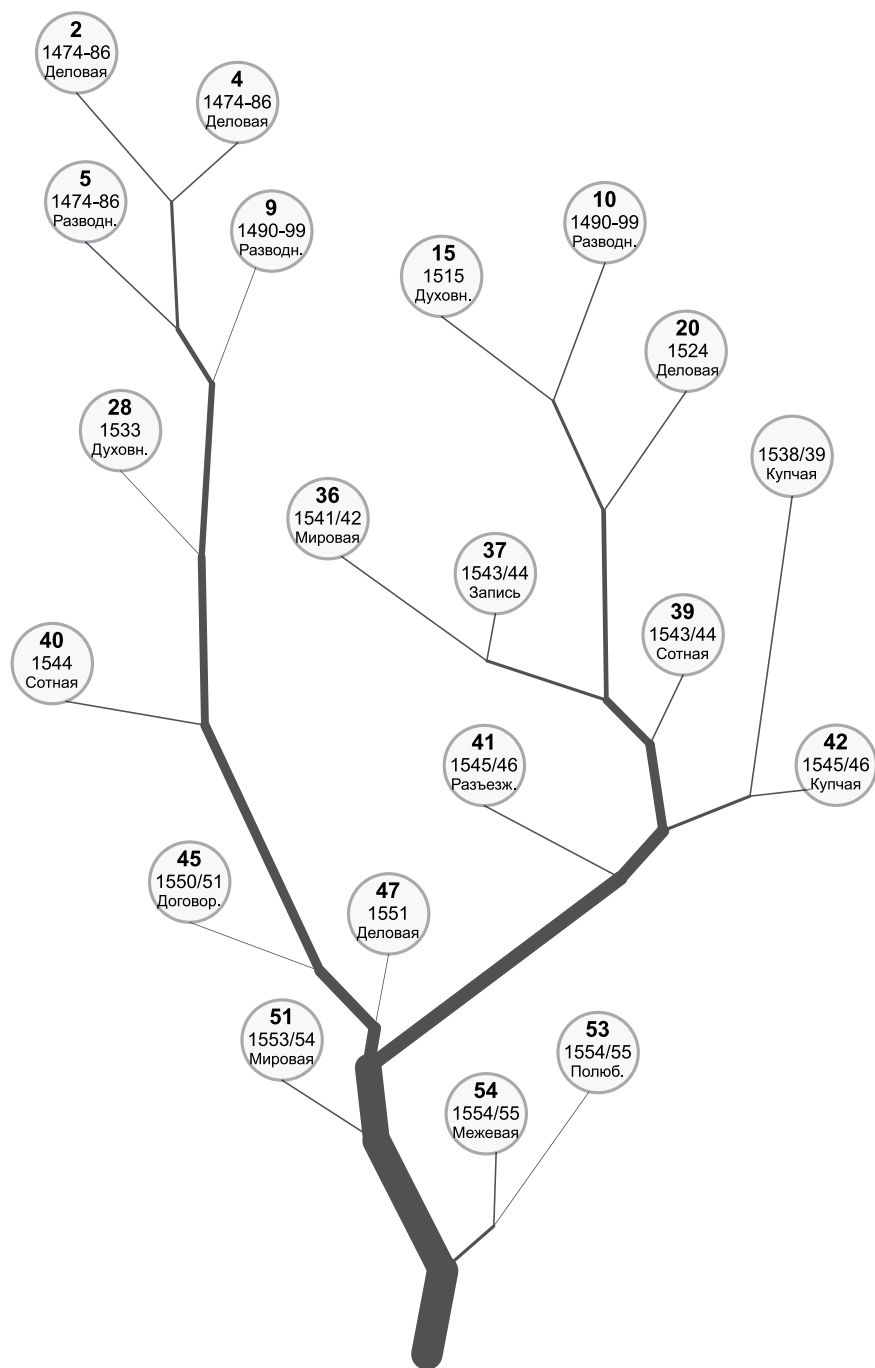 2
1474-86
Деловая
4
1474-86
Деловая
5
1474-86
Разводн.
9
1490-99
Разводн.
10
1490-99
Разводн.
15
1515
Духовн.
20
1524
Деловая
28
1533
Духовн.
1538/39
Купчая
36
1541/42
Мировая
37
1543/44
Запись
39
1543/44
Сотная
40
1544
Сотная
41
1545/46
Разъезж.
42
1545/46
Купчая
45
1550/51
Договор.
47
1551
Деловая
51
1553/54
Мировая
53
1554/55
Полюб.
54
1554/55
Межевая